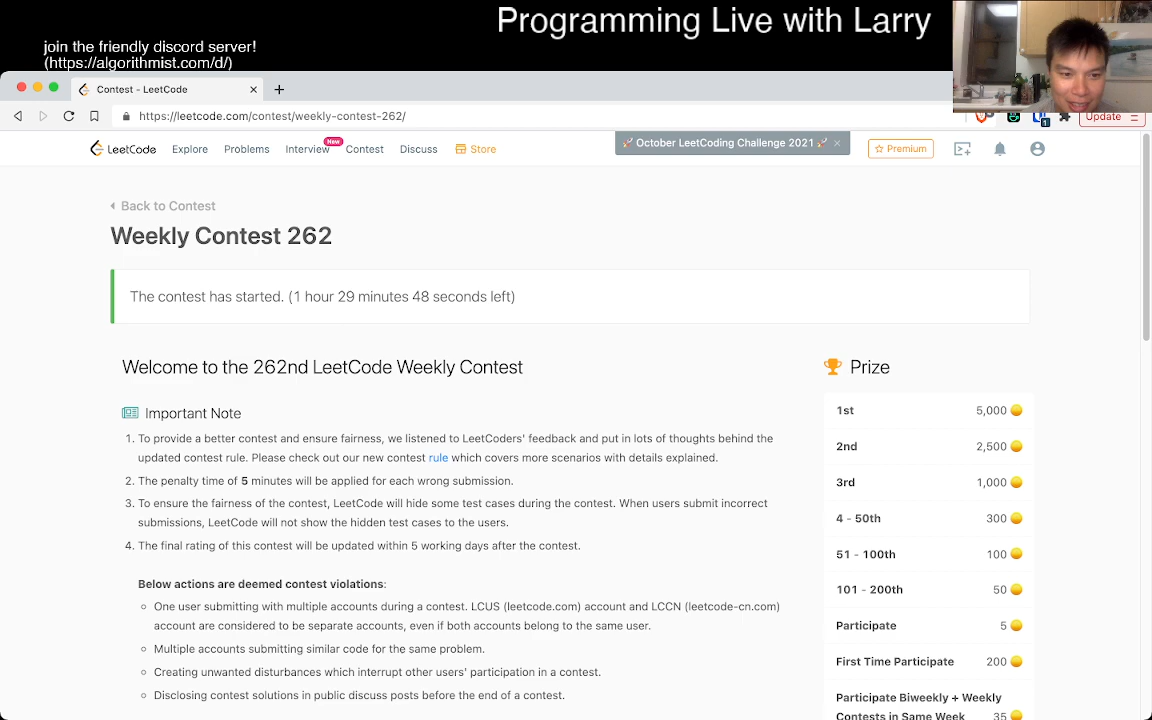 Programming Live with Larry
join the friendly discord server!
(https://algorithmist.com/d/)
Contest - LeetCode
https://leetcode.com/contest/weekly-contest-262/
1
Update
LeetCode
Explore
Problems
Interview
New
Contest
Discuss
Store
🚀 October LeetCoding Challenge 2021 🚀
Premium
Back to Contest
Weekly Contest 262
The contest has started. (1 hour 29 minutes 48 seconds left)
Welcome to the 262nd LeetCode Weekly Contest
Important Note
1. To provide a better contest and ensure fairness, we listened to LeetCoders' feedback and put in lots of thoughts behind the
updated contest rule. Please check out our new contest rule which covers more scenarios with details explained.
2. The penalty time of 5 minutes will be applied for each wrong submission.
3. To ensure the fairness of the contest, LeetCode will hide some test cases during the contest. When users submit incorrect
submissions, LeetCode will not show the hidden test cases to the users.
4. The final rating of this contest will be updated within 5 working days after the contest.
Below actions are deemed contest violations:
One user submitting with multiple accounts during a contest. LCUS (leetcode.com) account and LCCN (leetcode-cn.com)
account are considered to be separate accounts, even if both accounts belong to the same user.
Multiple accounts submitting similar code for the same problem.
Creating unwanted disturbances which interrupt other users' participation in a contest.
Disclosing contest solutions in public discuss posts before the end of a contest.
Prize
1st 5,000
2nd 2,500
3rd 1,000
4 - 50th 300
51 - 100th 100
101 - 200th 50
Participate 5
First Time Participate 200
Participate Biweekly + Weekly
Contests in Same Week 35